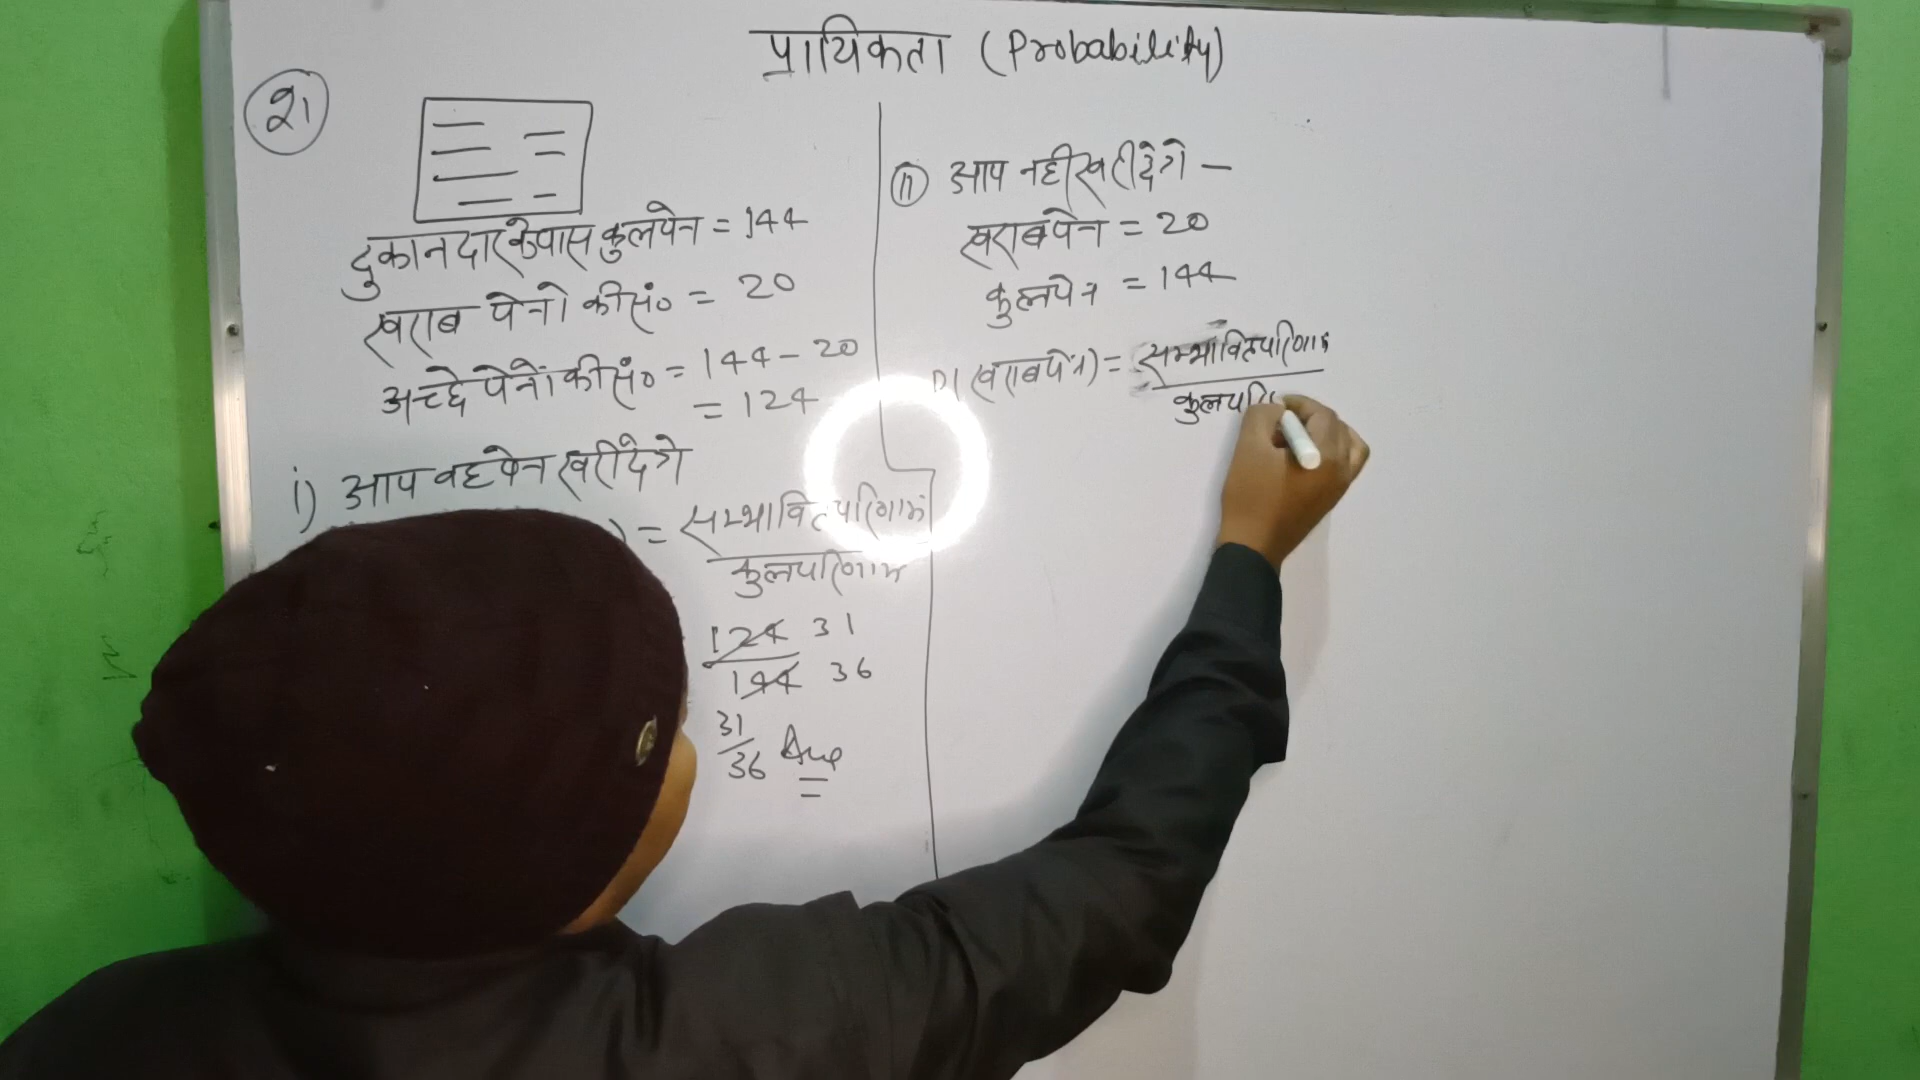 प्रायिकता (Probability)
21
दुकानदार के पास कुल पेन = 144
खराब पेनो की सं० = 20
अच्छे पेनों की सं० = 144 - 20
= 124
i) आप वह पेन खरीदेगे
) = सम्भावित परिणाम
कुल परिणाम
124 31
144 36
31
36 Ans
ii आप नही खरीदेगे -
खराब पेन = 20
कुल पेन = 144
P(खराब पेन) = सम्भावित परिणाम
कुल परि